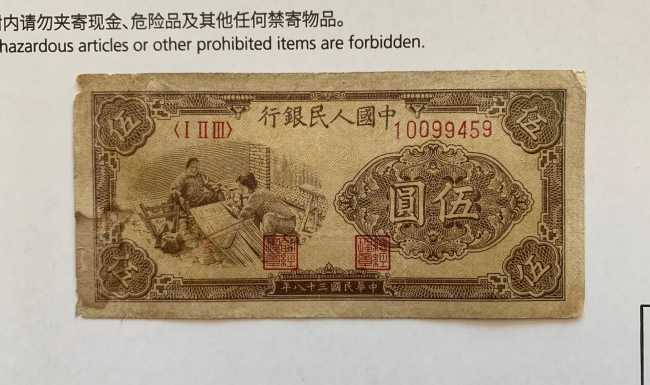 附内请勿夹寄现金、危险品及其他任何禁寄物品。
hazardous articles or other prohibited items are forbidden.
行銀民人國中
〈I II III〉
10099459
伍
伍
圓伍
伍
伍
年八十三國民華中